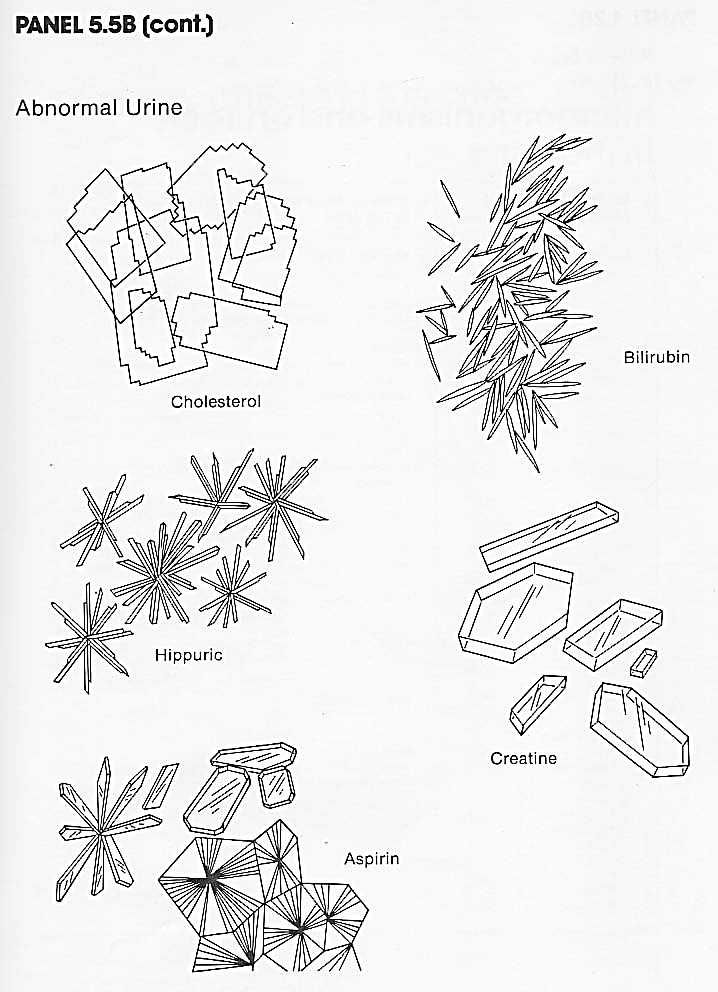 PANEL 5.5B (cont.)
Abnormal Urine
Cholesterol
Bilirubin
Hippuric
Creatine
Aspirin